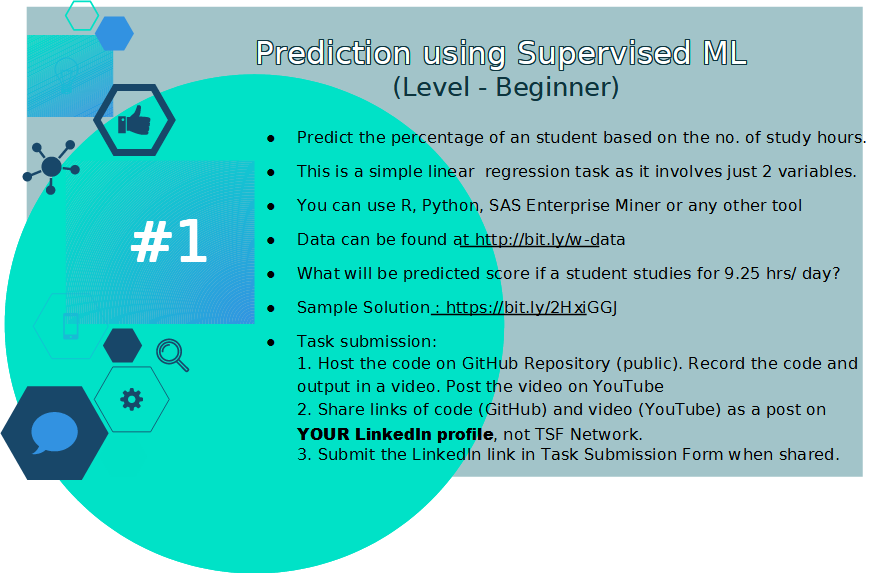 Prediction using Supervised ML
(Level - Beginner)
● Predict the percentage of an student based on the no. of study hours.
● This is a simple linear  regression task as it involves just 2 variables.
● You can use R, Python, SAS Enterprise Miner or any other tool
#1
● Data can be found at http://bit.ly/w-data
● What will be predicted score if a student studies for 9.25 hrs/ day?
● Sample Solution : https://bit.ly/2HxiGGJ
● Task submission:
1. Host the code on GitHub Repository (public). Record the code and
output in a video. Post the video on YouTube
2. Share links of code (GitHub) and video (YouTube) as a post on
YOUR LinkedIn profile, not TSF Network.
3. Submit the LinkedIn link in Task Submission Form when shared.